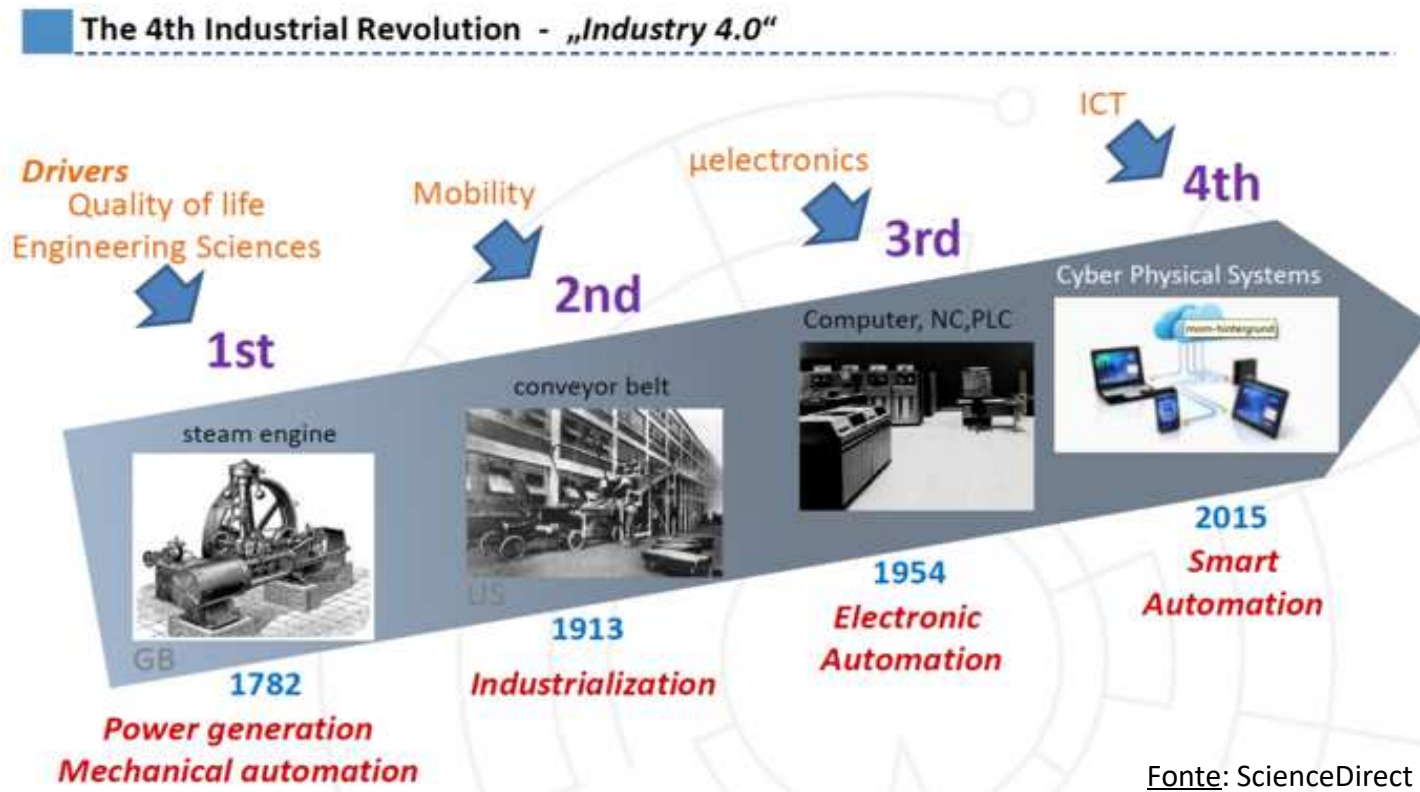 The 4th Industrial Revolution - „Industry 4.0“
Drivers
Quality of life
Engineering Sciences
1st
steam engine
GB
1782
Power generation
Mechanical automation
Mobility
2nd
conveyor belt
US
1913
Industrialization
µelectronics
3rd
Computer, NC,PLC
1954
Electronic
Automation
ICT
4th
Cyber Physical Systems
mom-hintergrund
2015
Smart
Automation
Fonte: ScienceDirect